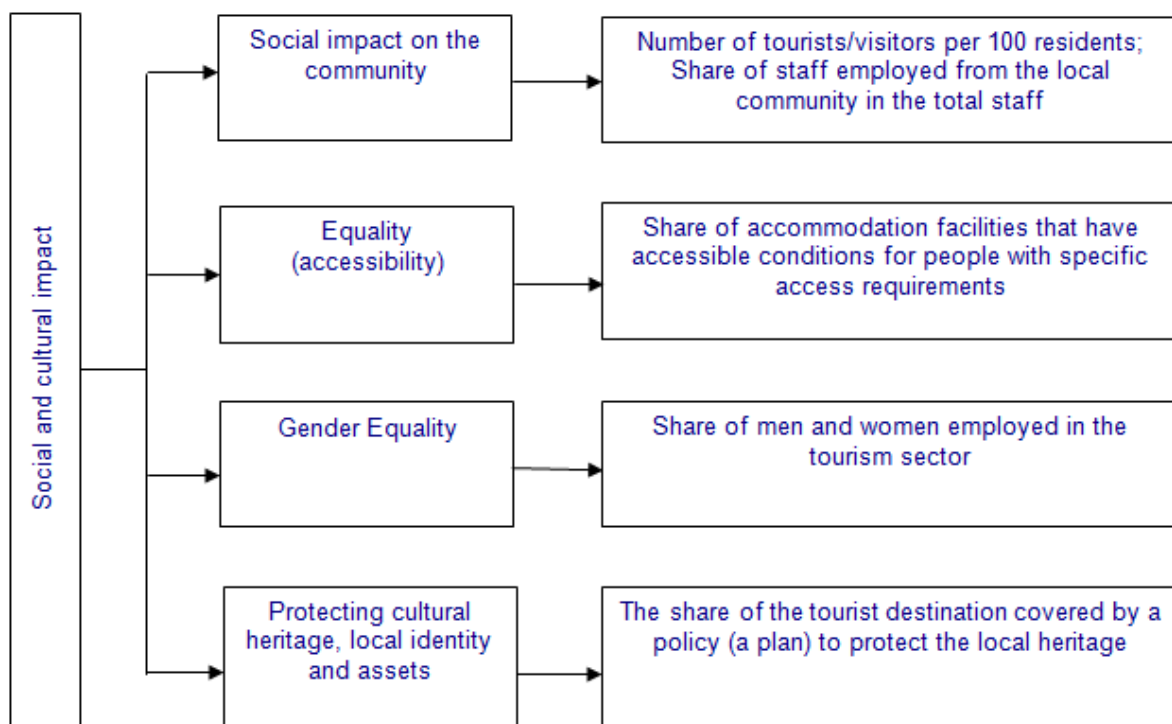 Social and cultural impact
Social impact on the
community
Number of tourists/visitors per 100 residents;
Share of staff employed from the local
community in the total staff
Equality
(accessibility)
Share of accommodation facilities that have
accessible conditions for people with specific
access requirements
Gender Equality
Share of men and women employed in the
tourism sector
Protecting cultural
heritage, local identity
and assets
The share of the tourist destination covered by a
policy (a plan) to protect the local heritage